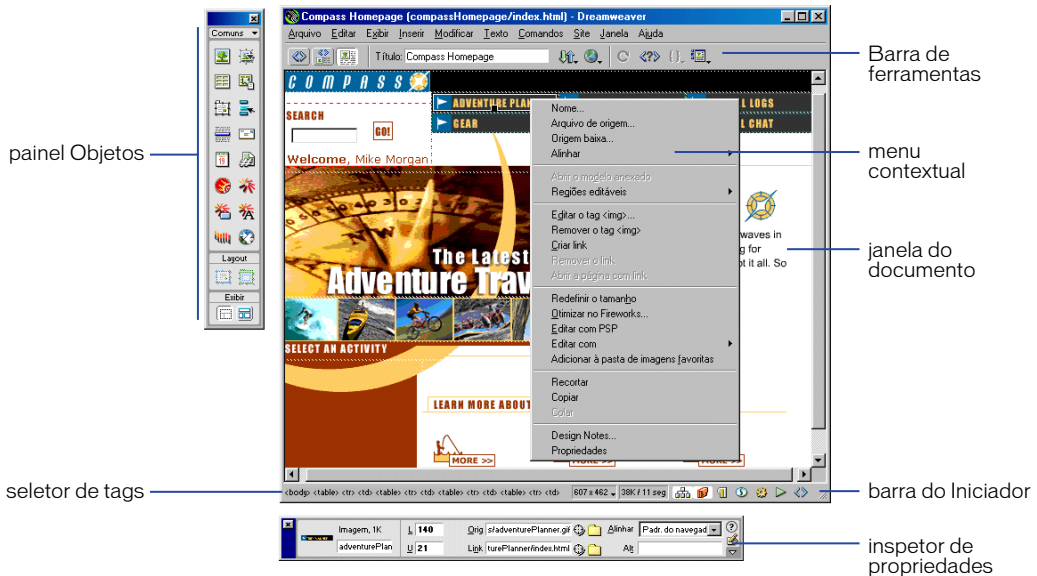 Compass Homepage (compassHomepage/index.html) - Dreamweaver
Comuns
Arquivo Editar Exibir Inserir Modificar Texto Comandos Site Janela Ajuda
Título: Compass Homepage
Barra de
ferramentas
COMPASS
ADVENTURE PLAN
L LOGS
GEAR
L CHAT
SEARCH
GO!
Welcome, Mike Morgan
painel Objetos
Nome...
Arquivo de origem...
Origem baixa...
Alinhar
menu
contextual
Abrir o modelo anexado
Regiões editáveis
Editar o tag <img>...
Remover o tag <img>
Criar link
Remover o link
Abrir a página com link
waves in
g for
it all. So
janela do
documento
Layout
Exibir
The Latest
Adventure Trav
Redefinir o tamanho
Otimizar no Fireworks...
Editar com PSP
Editar com
Adicionar à pasta de imagens favoritas
SELECT AN ACTIVITY
Recortar
Copiar
Colar
LEARN MORE ABOUT
Design Notes...
Propriedades
MORE >>
MORE >>
MORE >>
seletor de tags
<body> <table> <tr> <td> <table> <tr> <td> <table> <tr> <td> <table> <tr> <td>
607 x 462
38K / 11 seg
barra do Iniciador
Imagem, 1K
L 140
Orig s/adventurePlanner.gif
Alinhar Padr. do navegad
adventurePlan
U 21
Link turePlanner/index.html
Alt
inspetor de
propriedades